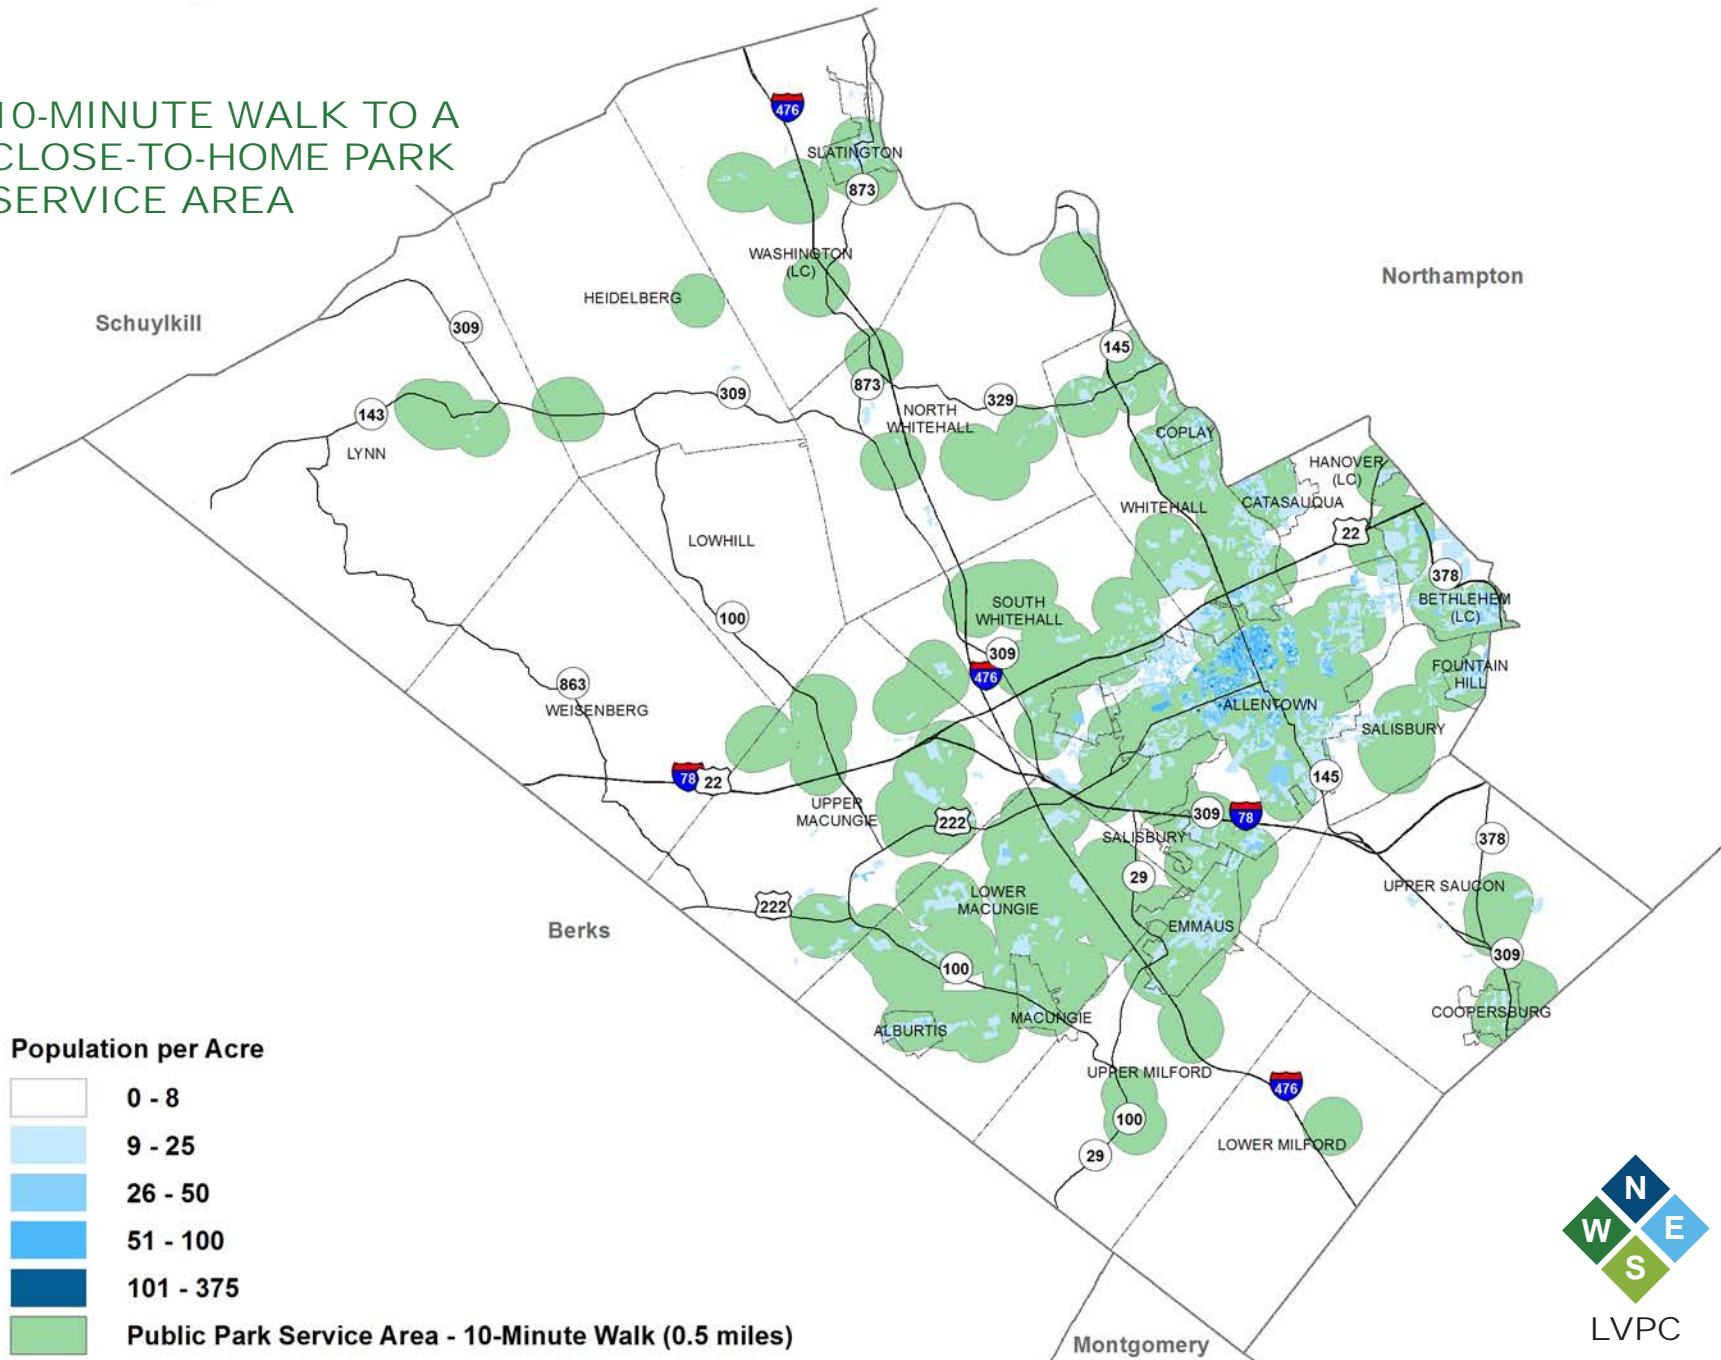 10-MINUTE WALK TO A
CLOSE-TO-HOME PARK
SERVICE AREA
476
SLATINGTON
873
WASHINGTON
(LC)
Northampton
HEIDELBERG
Schuylkill
309
145
873
309
329
143
NORTH
WHITEHALL
COPLAY
LYNN
HANOVER
(LC)
CATASAUQUA
WHITEHALL
22
LOWHILL
378
BETHLEHEM
(LC)
SOUTH
WHITEHALL
100
309
476
FOUNTAIN
HILL
863
WEISENBERG
ALLENTOWN
SALISBURY
78
22
145
UPPER
MACUNGIE
222
309
78
SALISBURY
378
29
UPPER SAUCON
LOWER
MACUNGIE
222
EMMAUS
Berks
309
100
COOPERSBURG
MACUNGIE
ALBURTIS
UPPER MILFORD
476
100
LOWER MILFORD
29
Population per Acre
0 - 8
9 - 25
26 - 50
51 - 100
101 - 375
Public Park Service Area - 10-Minute Walk (0.5 miles)
Montgomery
N
W E
S
LVPC